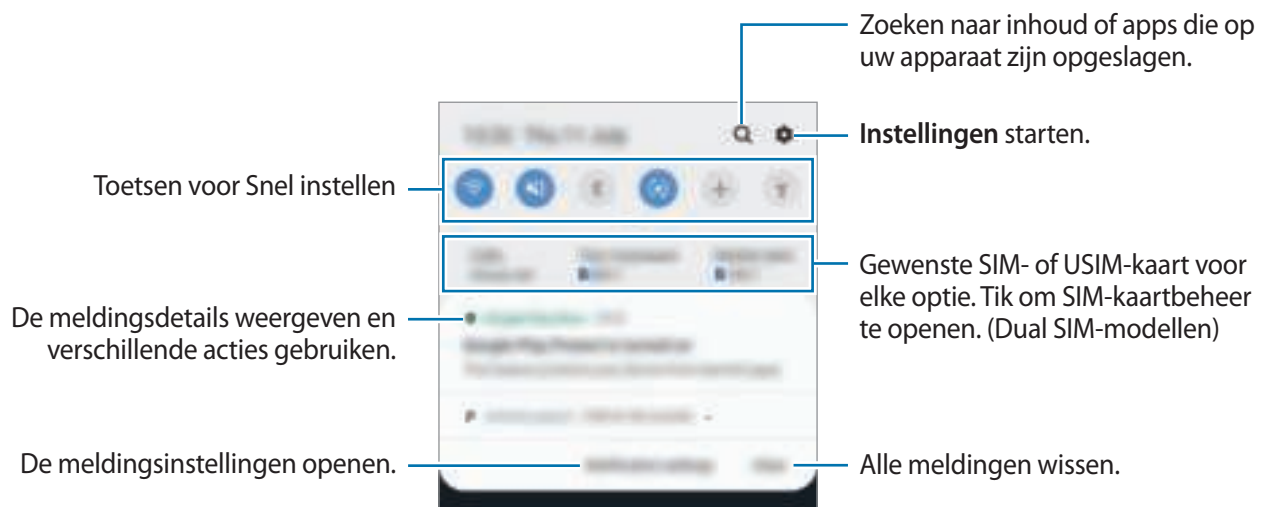 Zoeken naar inhoud of apps die op
uw apparaat zijn opgeslagen.
Instellingen starten.
Toetsen voor Snel instellen
Gewenste SIM- of USIM-kaart voor
elke optie. Tik om SIM-kaartbeheer
te openen. (Dual SIM-modellen)
De meldingsdetails weergeven en
verschillende acties gebruiken.
De meldingsinstellingen openen.
Alle meldingen wissen.